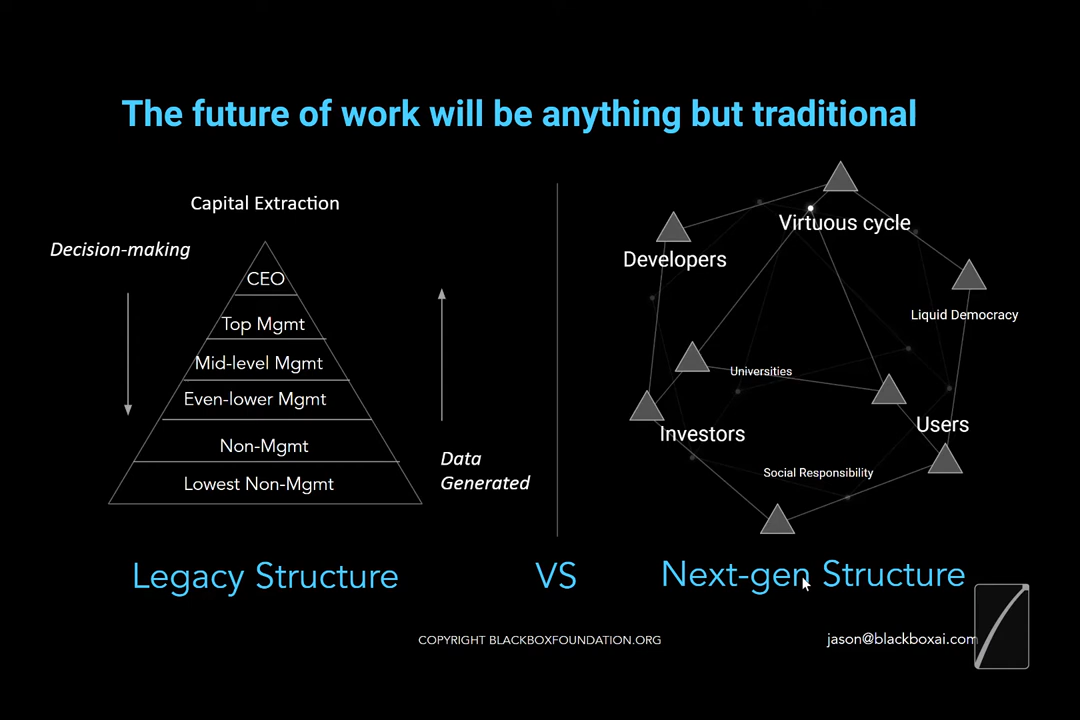 The future of work will be anything but traditional
Capital Extraction
Decision-making
CEO
Top Mgmt
Mid-level Mgmt
Even-lower Mgmt
Non-Mgmt
Lowest Non-Mgmt
Data
Generated
Virtuous cycle
Developers
Liquid Democracy
Universities
Users
Investors
Social Responsibility
Legacy Structure
VS
Next-gen Structure
COPYRIGHT BLACKBOXFOUNDATION.ORG
jason@blackboxai.com